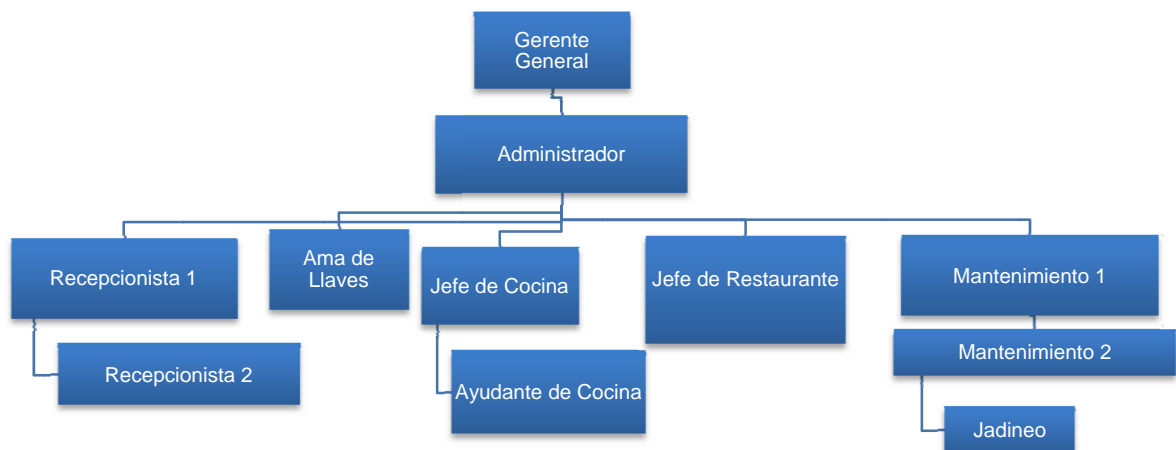 Gerente
General
Administrador
Recepcionista 1
Ama de
Llaves
Jefe de Cocina
Jefe de Restaurante
Mantenimiento 1
Recepcionista 2
Ayudante de Cocina
Mantenimiento 2
Jadineo